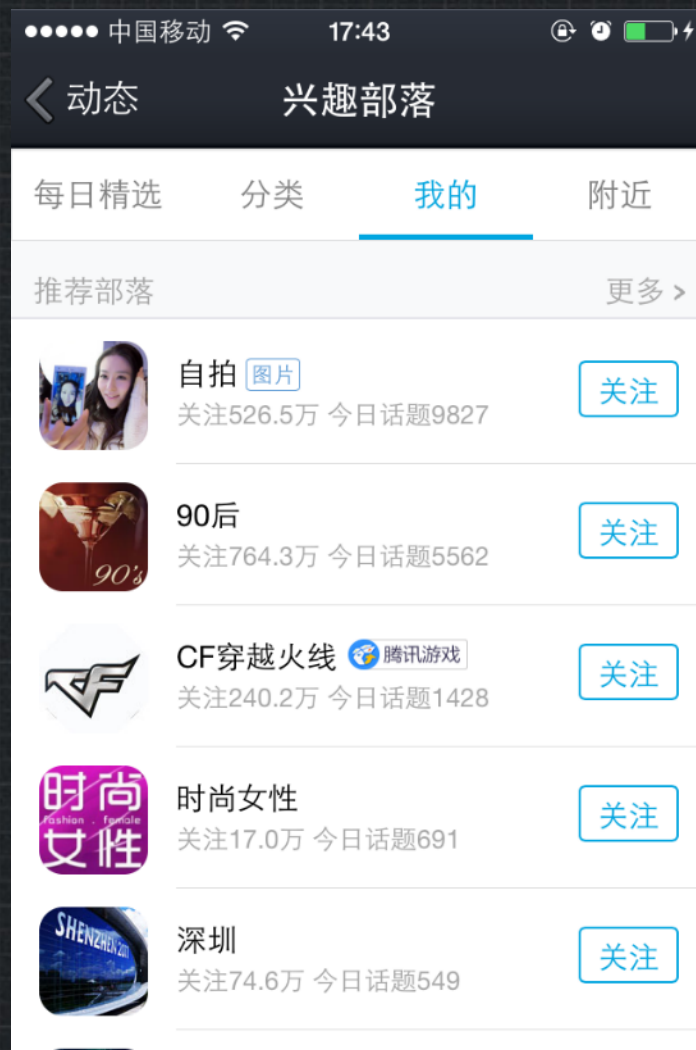 中国移动 17:43
动态 兴趣部落
每日精选 分类 我的 附近
推荐部落 更多 >
自拍 图片
关注526.5万 今日话题9827
关注
90's
90后
关注764.3万 今日话题5562
关注
CF
CF穿越火线 腾讯游戏
关注240.2万 今日话题1428
关注
时尚
fashion . female
女性
时尚女性
关注17.0万 今日话题691
关注
SHENZHEN 2011
深圳
关注74.6万 今日话题549
关注